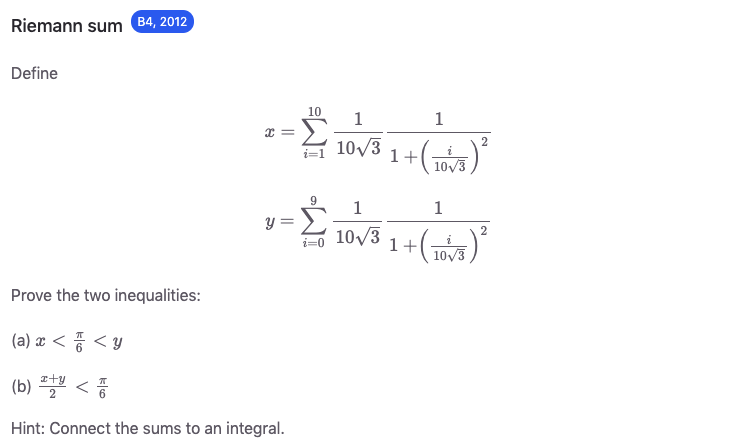 Riemann sum B4, 2012
Define
x = \sum_{i=1}^{10} \frac{1}{10\sqrt{3}} \frac{1}{1+\left(\frac{i}{10\sqrt{3}}\right)^2}
y = \sum_{i=0}^{9} \frac{1}{10\sqrt{3}} \frac{1}{1+\left(\frac{i}{10\sqrt{3}}\right)^2}
Prove the two inequalities:
(a) x < \frac{\pi}{6} < y
(b) \frac{x+y}{2} < \frac{\pi}{6}
Hint: Connect the sums to an integral.